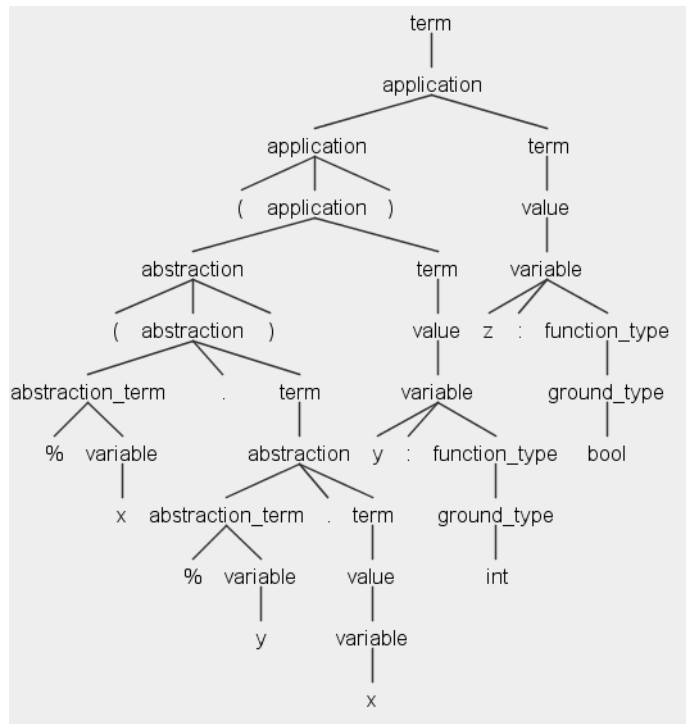 term
application
application term
( application ) value
abstraction term variable
( abstraction ) value z : function_type
abstraction_term . term variable ground_type
% variable abstraction y : function_type bool
x abstraction_term . term ground_type
% variable value int
y variable
x